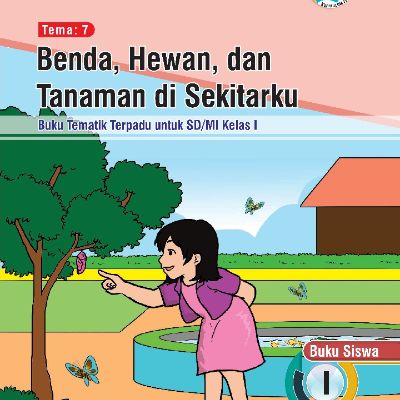 Tema: 7
Benda, Hewan, dan
Tanaman di Sekitarku
Buku Tematik Terpadu untuk SD/MI Kelas I
Buku Siswa
I